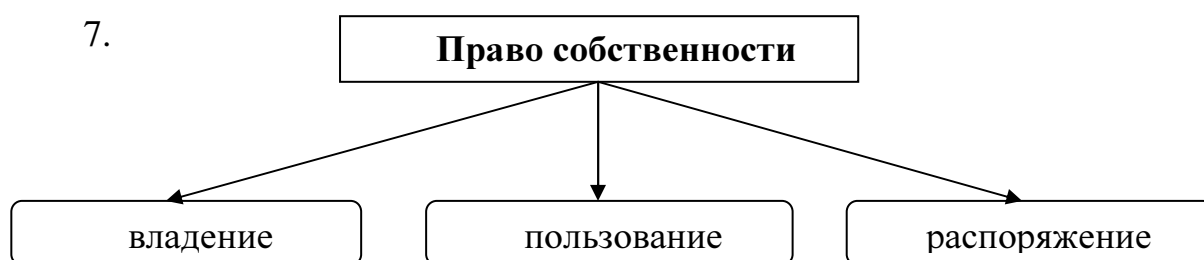 7.
Право собственности
владение пользование распоряжение